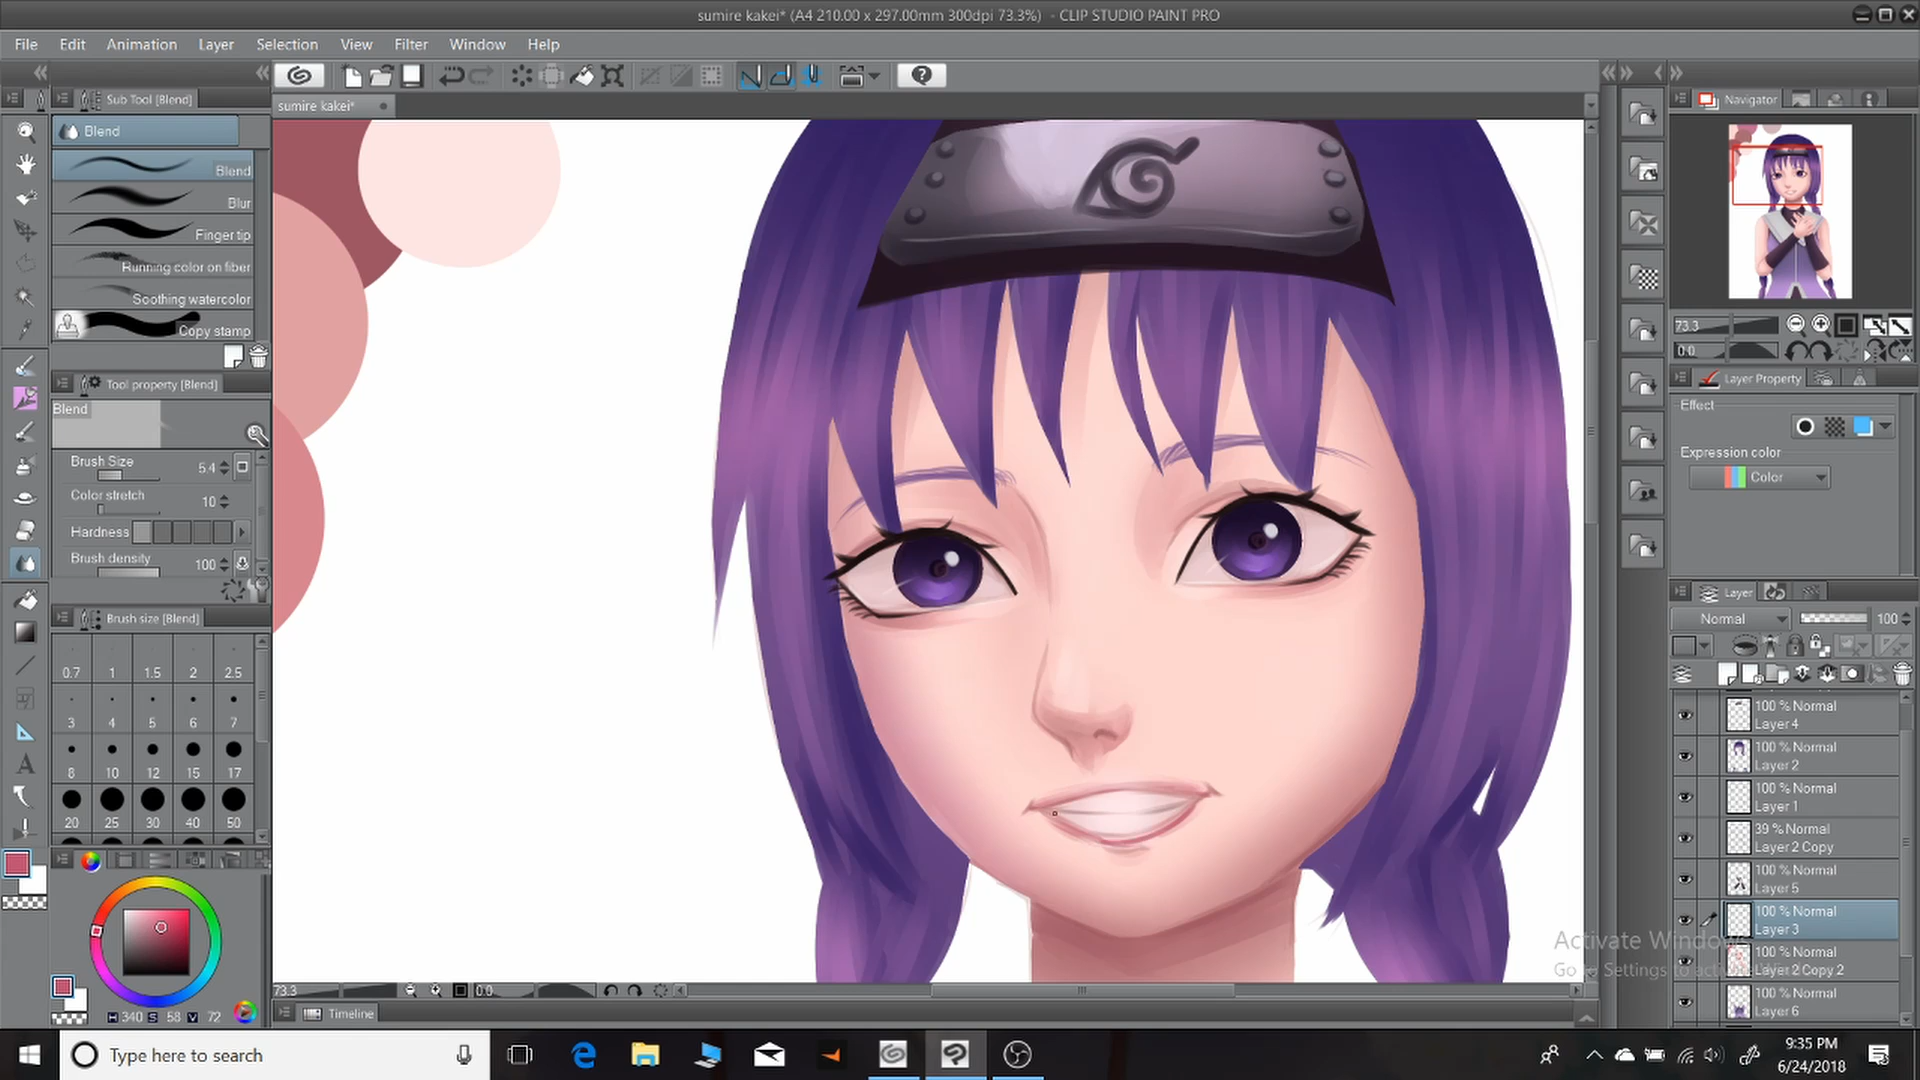 sumire kakei* (A4 210.00 x 297.00mm 300dpi 73.3%) - CLIP STUDIO PAINT PRO
File Edit Animation Layer Selection View Filter Window Help
Sub Tool [Blend]
sumire kakei*
Navigator
Blend
Blend
Blur
Finger tip
Running color on fiber
Soothing watercolor
Copy stamp
73.3
0.0
Tool property [Blend]
Layer Property
Blend
Effect
Brush Size 5.4
Expression color
Color stretch 10
Color
Hardness
Brush density 100
Layer
Brush size [Blend]
Normal 100
0.7 1 1.5 2 2.5
3 4 5 6 7
8 10 12 15 17
20 25 30 40 50
100 % Normal
Layer 4
100 % Normal
Layer 2
100 % Normal
Layer 1
39 % Normal
Layer 2 Copy
100 % Normal
Layer 5
100 % Normal
Layer 3
100 % Normal
Layer 2 Copy 2
100 % Normal
Layer 6
Activate Windows
Go to Settings to activate
73.3 0.0
H 340 S 58 V 72
Timeline
Type here to search
9:35 PM
6/24/2018